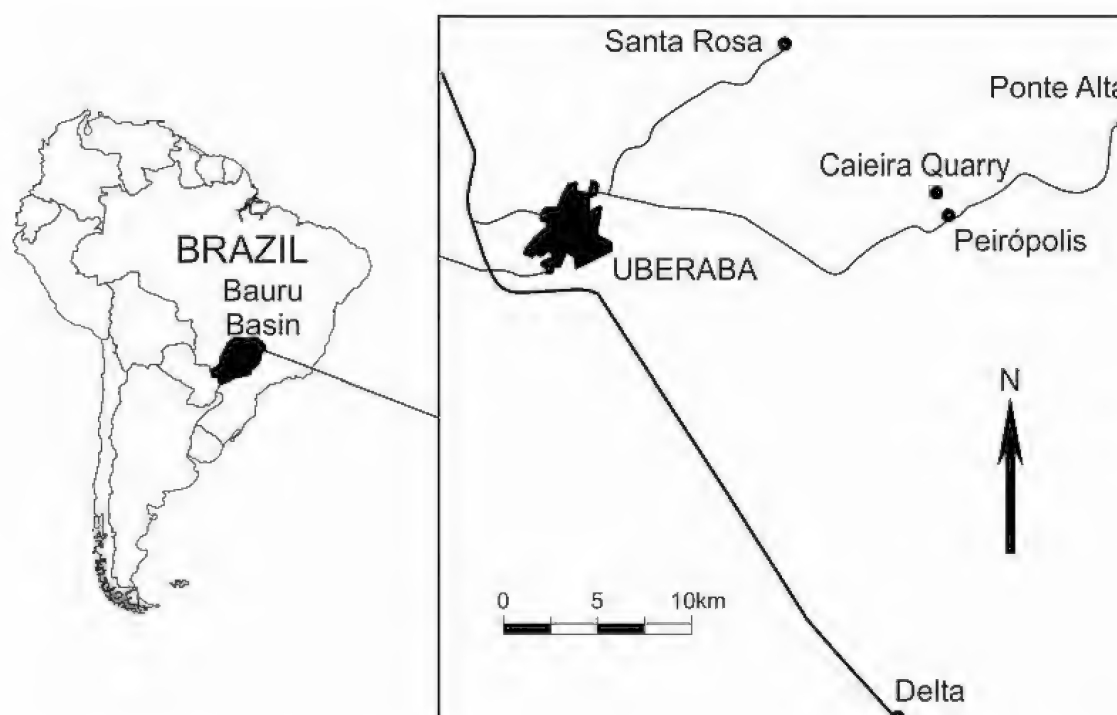 BRAZIL
Bauru
Basin
Santa Rosa
Ponte Alta
Caieira Quarry
Peirópolis
UBERABA
N
0 5 10km
Delta